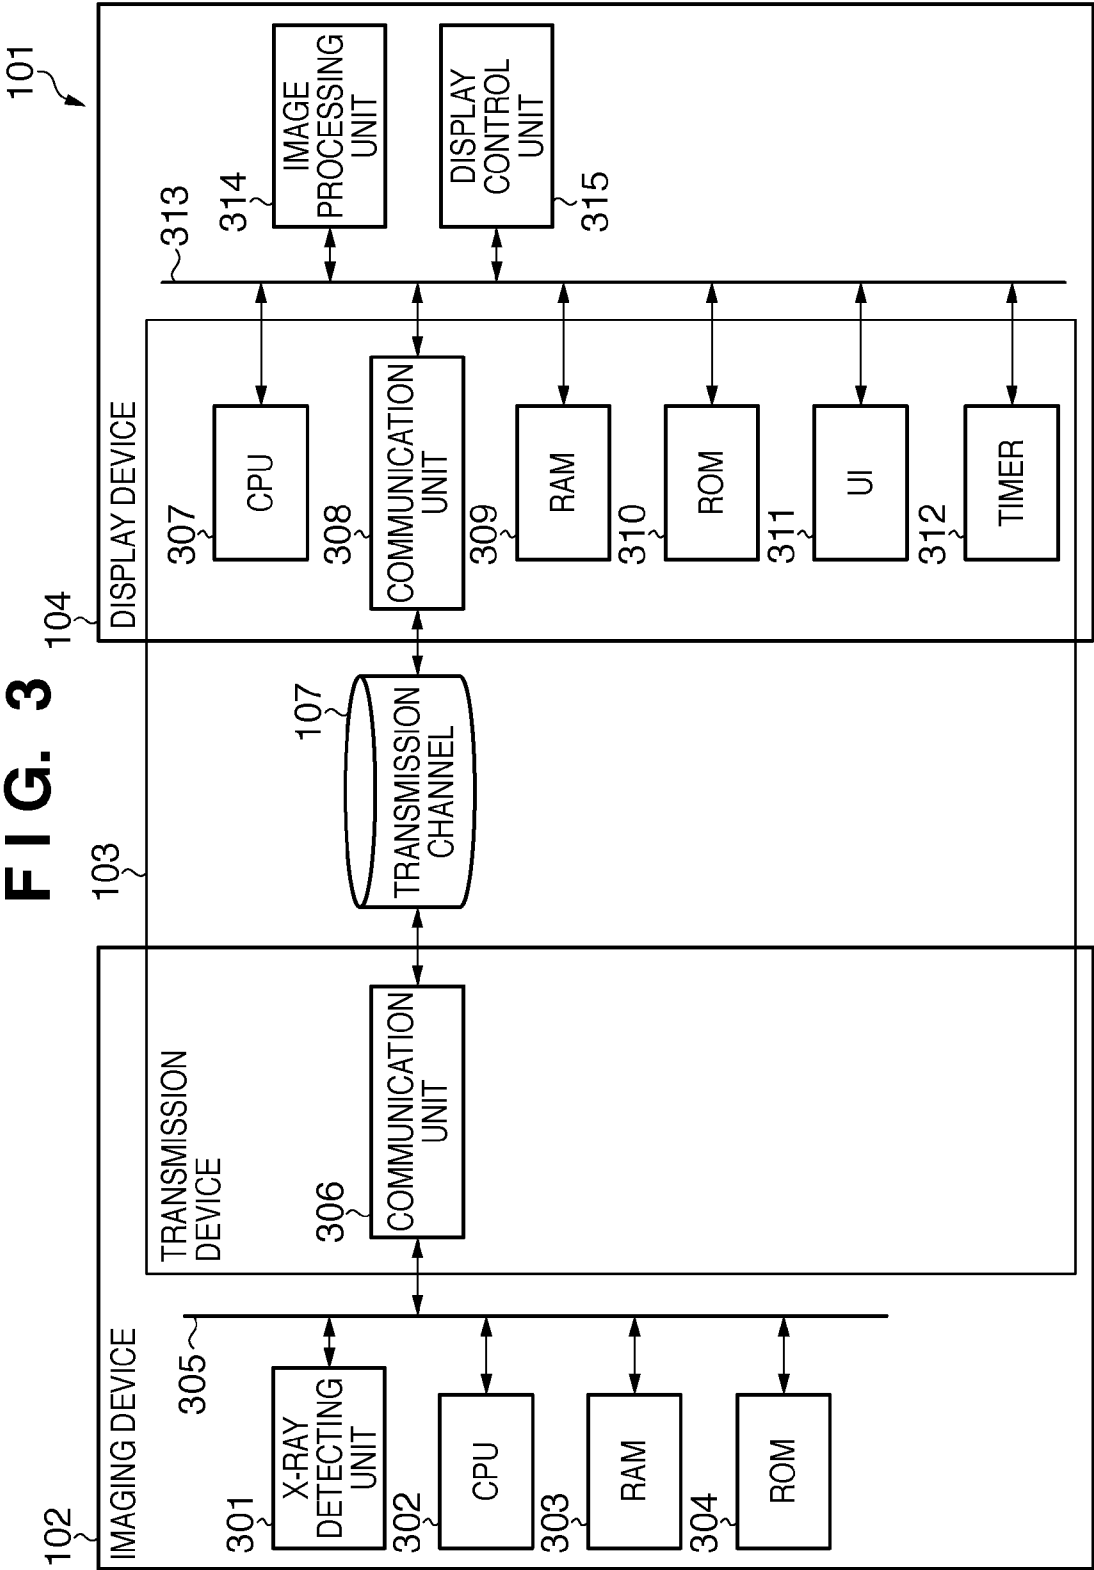 FIG. 3
101
102
IMAGING DEVICE
103
TRANSMISSION
DEVICE
104
DISPLAY DEVICE
305
301
X-RAY
DETECTING
UNIT
302
CPU
303
RAM
304
ROM
306
COMMUNICATION
UNIT
107
TRANSMISSION
CHANNEL
307
CPU
308
COMMUNICATION
UNIT
309
RAM
310
ROM
311
UI
312
TIMER
313
314
IMAGE
PROCESSING
UNIT
315
DISPLAY
CONTROL
UNIT